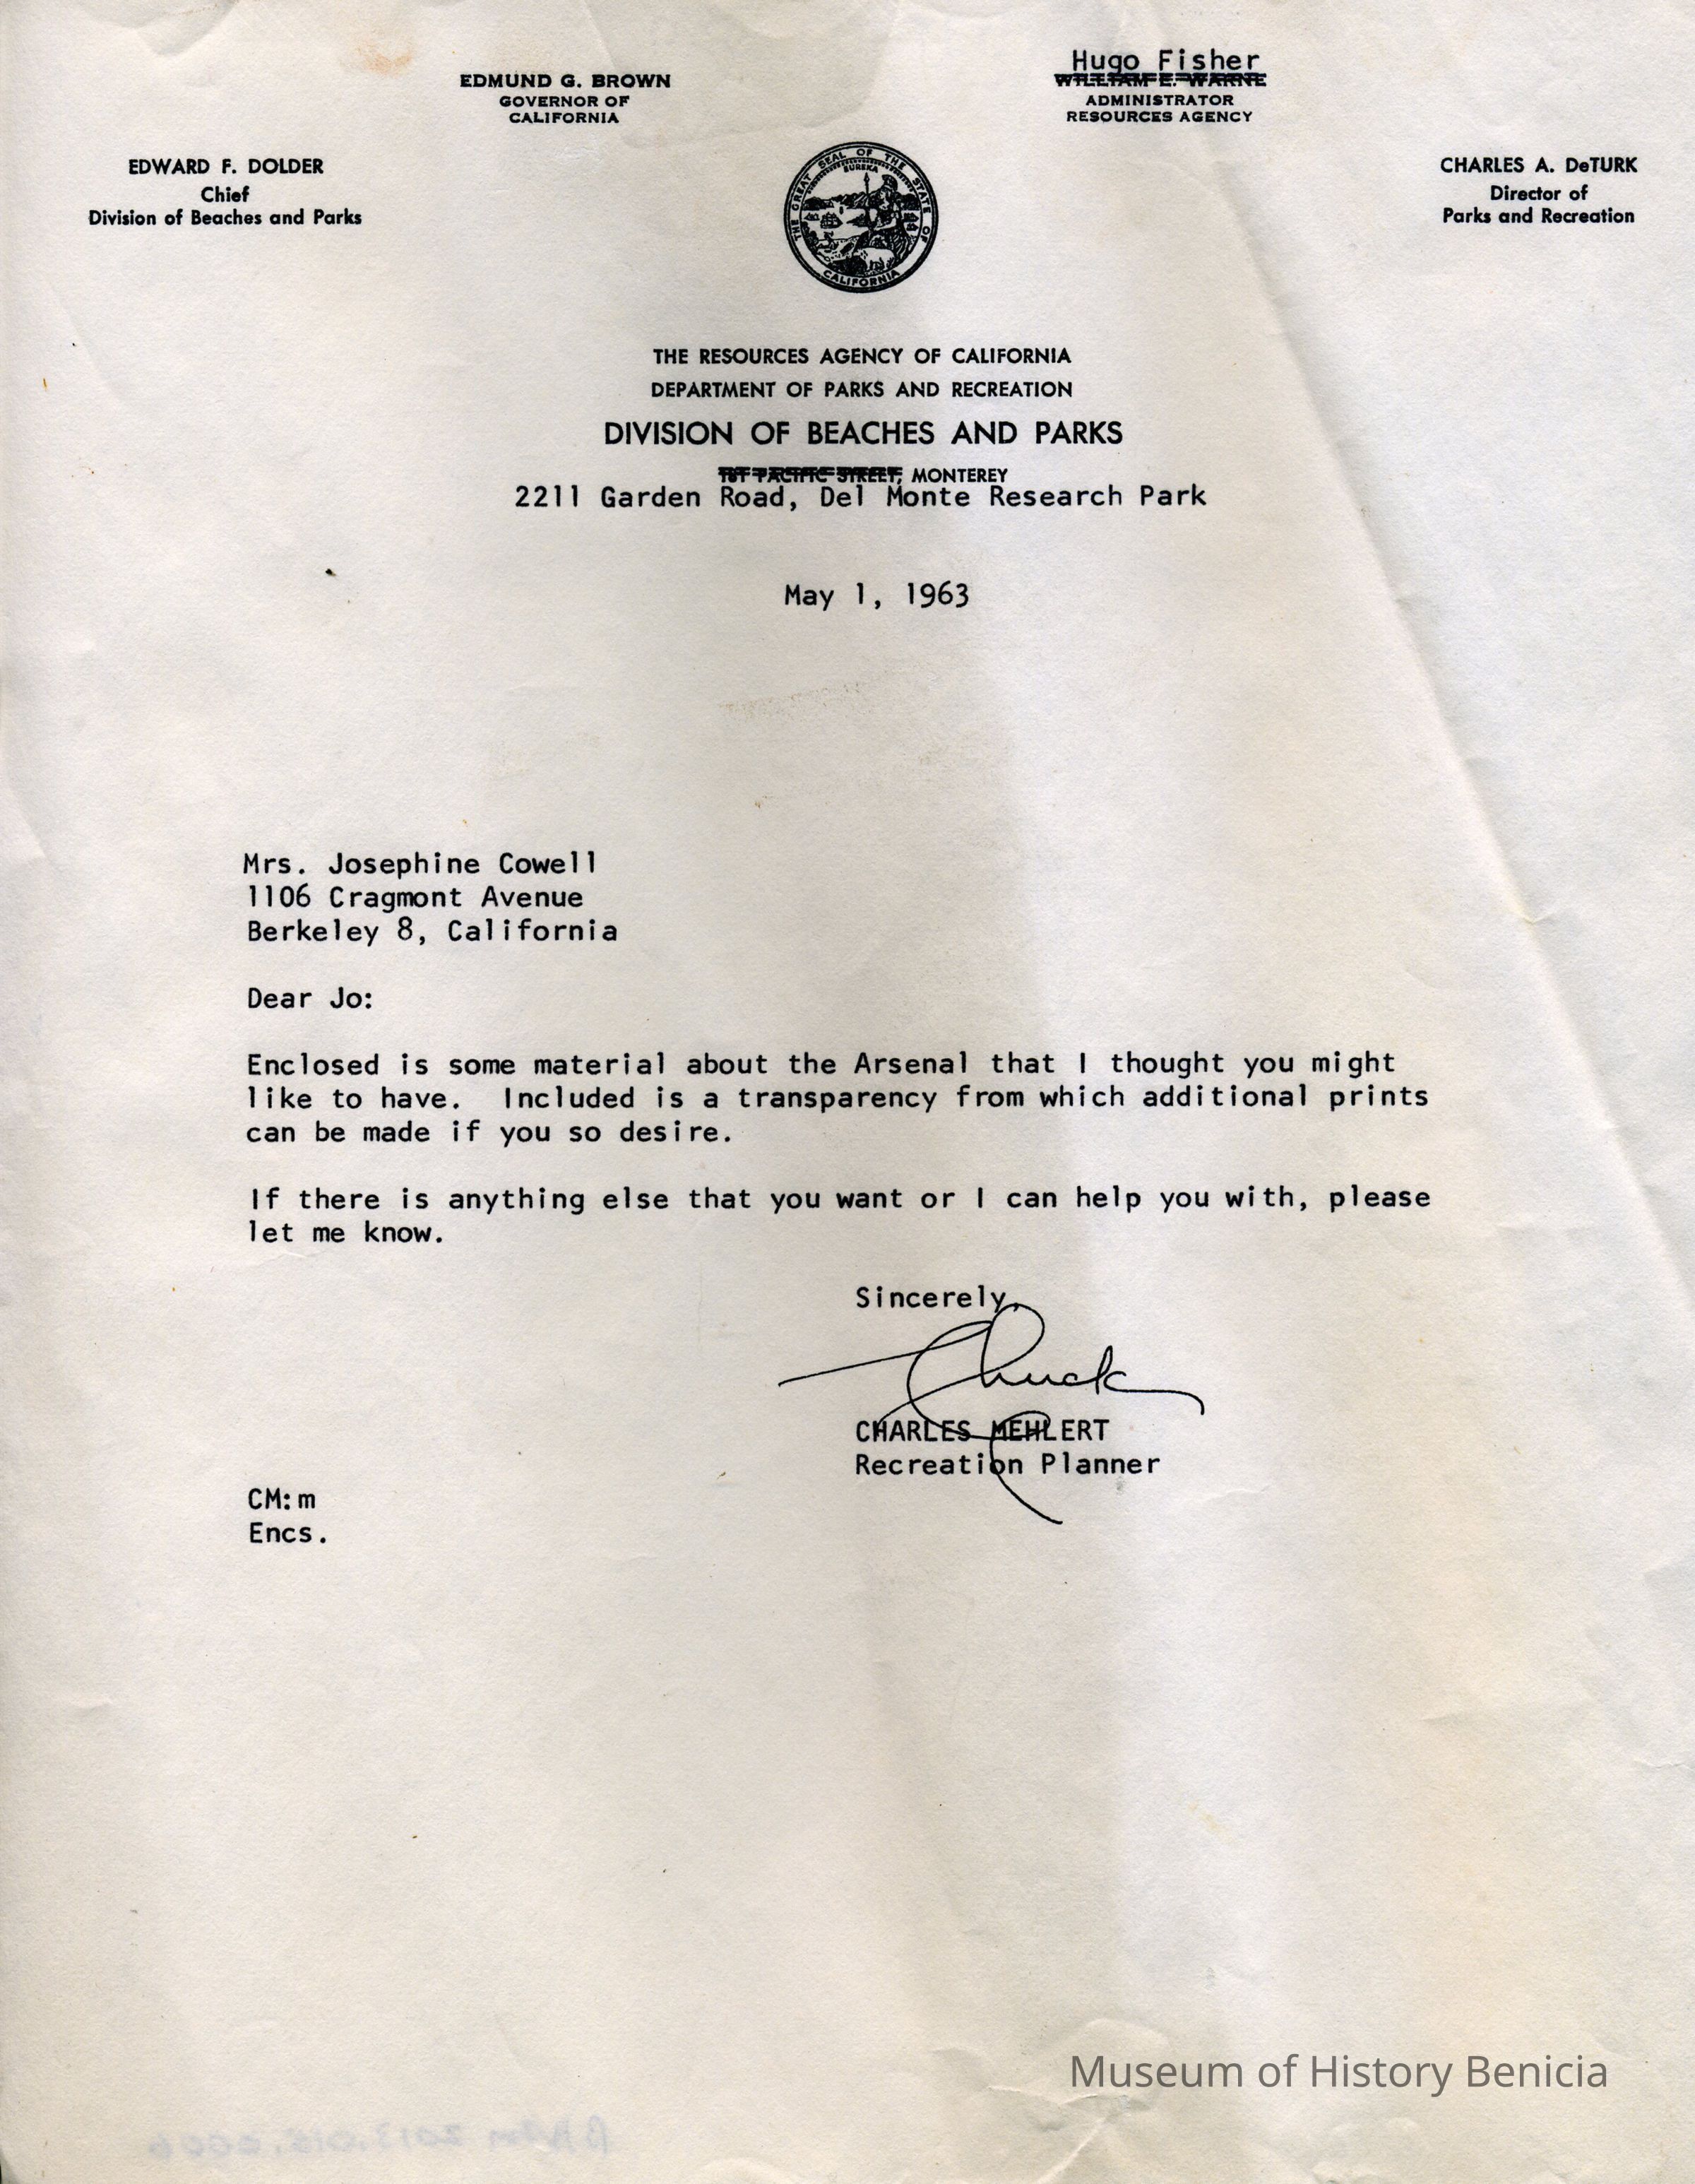 Hugo Fisher
EDMUND G. BROWN
GOVERNOR OF
CALIFORNIA
WILLIAM E. WARNE
ADMINISTRATOR
RESOURCES AGENCY
EDWARD F. DOLDER
Chief
Division of Beaches and Parks
CHARLES A. DeTURK
Director of
Parks and Recreation
THE GREAT SEAL OF THE STATE OF CALIFORNIA
EUREKA
THE RESOURCES AGENCY OF CALIFORNIA
DEPARTMENT OF PARKS AND RECREATION
DIVISION OF BEACHES AND PARKS
PACIFIC STREET, MONTEREY
2211 Garden Road, Del Monte Research Park
May 1, 1963
Mrs. Josephine Cowell
1106 Cragmont Avenue
Berkeley 8, California
Dear Jo:
Enclosed is some material about the Arsenal that I thought you might
like to have. Included is a transparency from which additional prints
can be made if you so desire.
If there is anything else that you want or I can help you with, please
let me know.
Sincerely,
Chuck
CHARLES MEHLERT
Recreation Planner
CM:m
Encs.
Museum of History Benicia